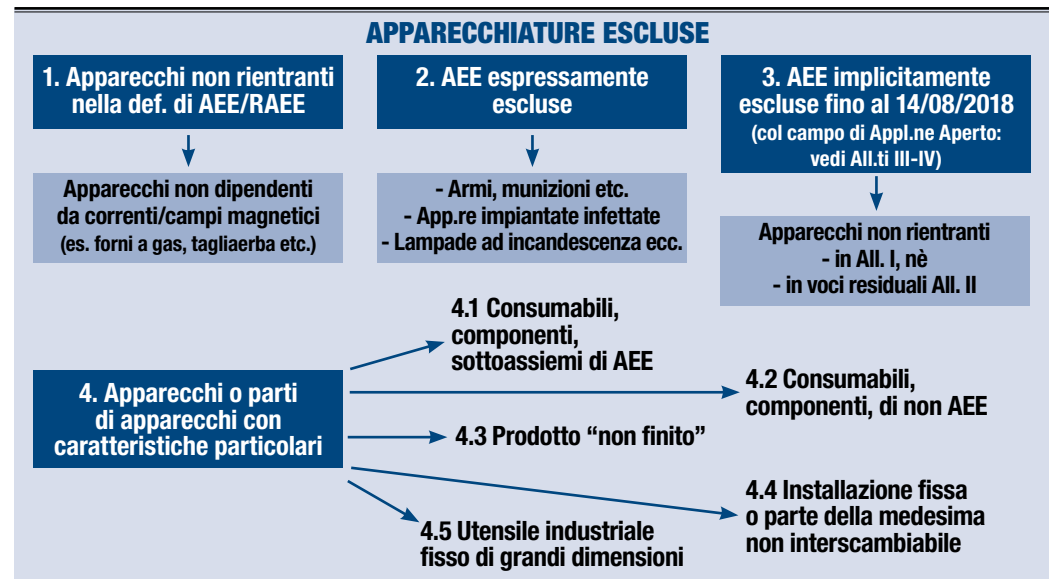 APPARECCHIATURE ESCLUSE
1. Apparecchi non rientranti
nella def. di AEE/RAEE
Apparecchi non dipendenti
da correnti/campi magnetici
(es. forni a gas, tagliaerba etc.)
2. AEE espressamente
escluse
- Armi, munizioni etc.
- App.re impiantate infettate
- Lampade ad incandescenza ecc.
3. AEE implicitamente
escluse fino al 14/08/2018
(col campo di Appl.ne Aperto:
vedi All.ti III-IV)
Apparecchi non rientranti
- in All. I, nè
- in voci residuali All. II
4. Apparecchi o parti
di apparecchi con
caratteristiche particolari
4.1 Consumabili,
componenti,
sottoassiemi di AEE
4.2 Consumabili,
componenti, di non AEE
4.3 Prodotto “non finito”
4.4 Installazione fissa
o parte della medesima
non interscambiabile
4.5 Utensile industriale
fisso di grandi dimensioni